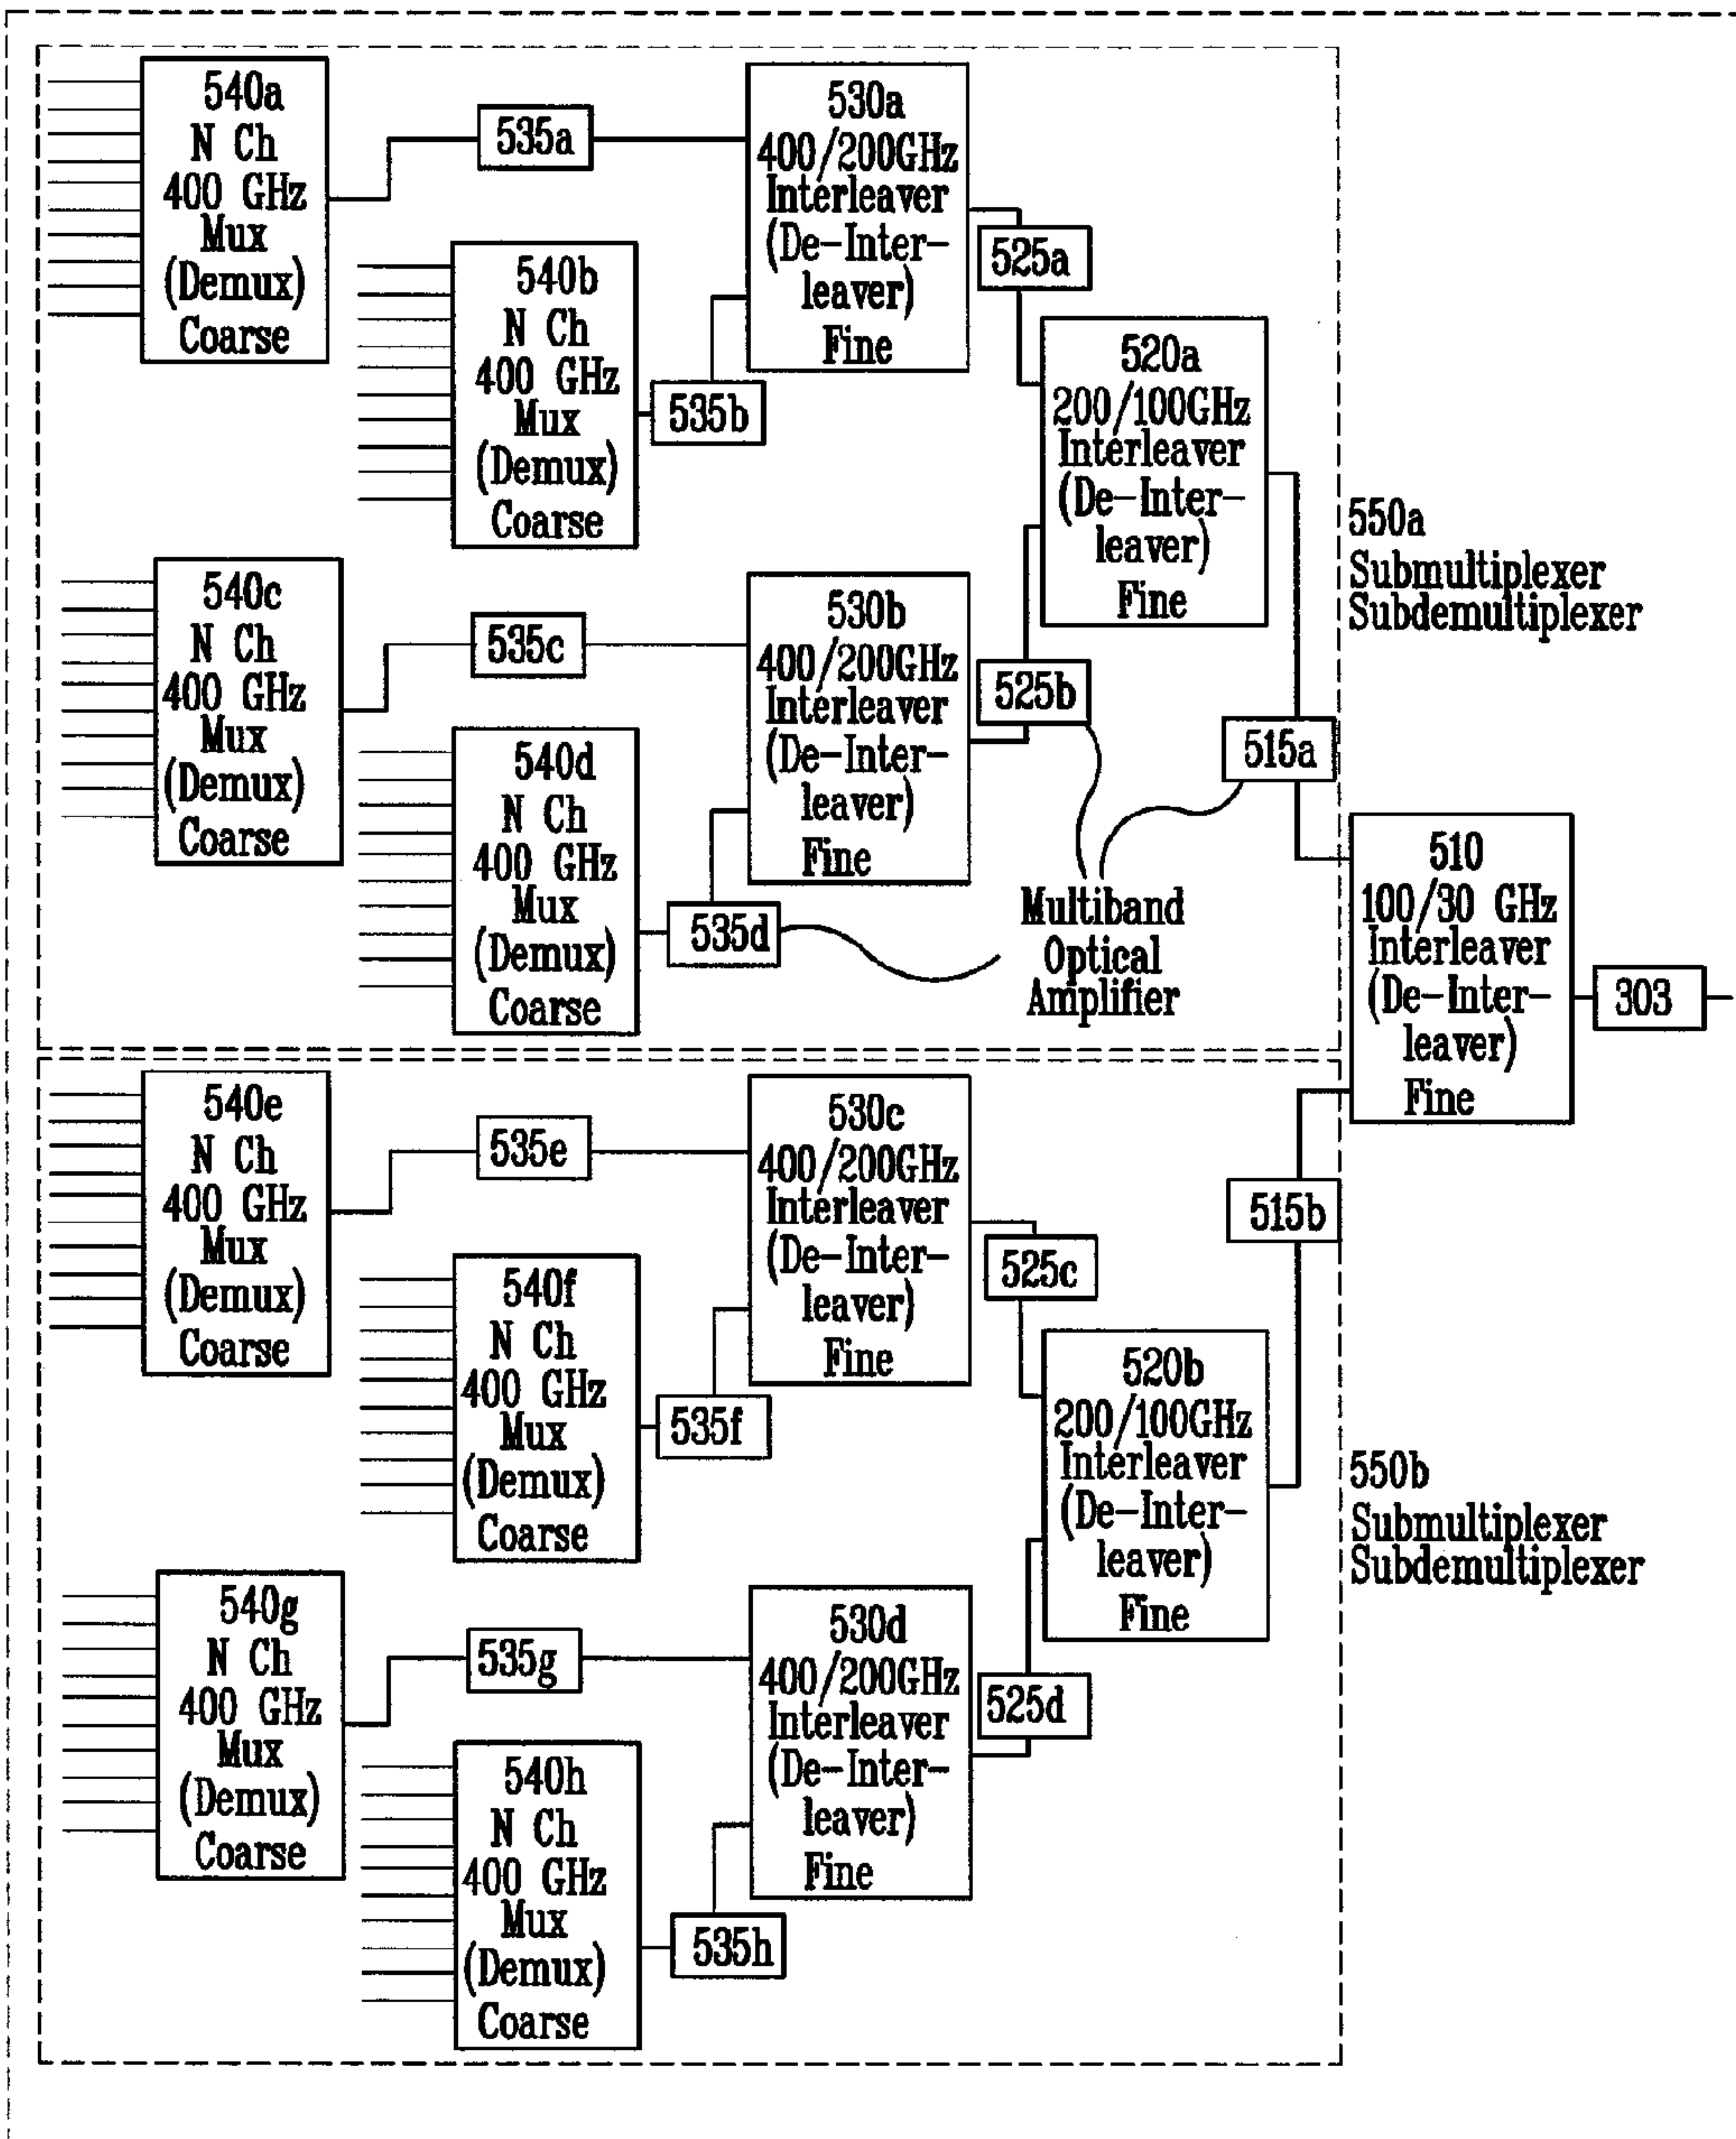 540a
N Ch
400 GHz
Mux
(Demux)
Coarse
535a
530a
400/200GHz
Interleaver
(De-Inter-
leaver)
Fine
540b
N Ch
400 GHz
Mux
(Demux)
Coarse
535b
525a
520a
200/100GHz
Interleaver
(De-Inter-
leaver)
Fine
550a
Submultiplexer
Subdemultiplexer
540c
N Ch
400 GHz
Mux
(Demux)
Coarse
535c
530b
400/200GHz
Interleaver
(De-Inter-
leaver)
Fine
525b
515a
540d
N Ch
400 GHz
Mux
(Demux)
Coarse
535d
Multiband
Optical
Amplifier
510
100/30 GHz
Interleaver
(De-Inter-
leaver)
Fine
303
540e
N Ch
400 GHz
Mux
(Demux)
Coarse
535e
530c
400/200GHz
Interleaver
(De-Inter-
leaver)
Fine
515b
525c
540f
N Ch
400 GHz
Mux
(Demux)
Coarse
535f
520b
200/100GHz
Interleaver
(De-Inter-
leaver)
Fine
550b
Submultiplexer
Subdemultiplexer
540g
N Ch
400 GHz
Mux
(Demux)
Coarse
535g
530d
400/200GHz
Interleaver
(De-Inter-
leaver)
Fine
525d
540h
N Ch
400 GHz
Mux
(Demux)
Coarse
535h